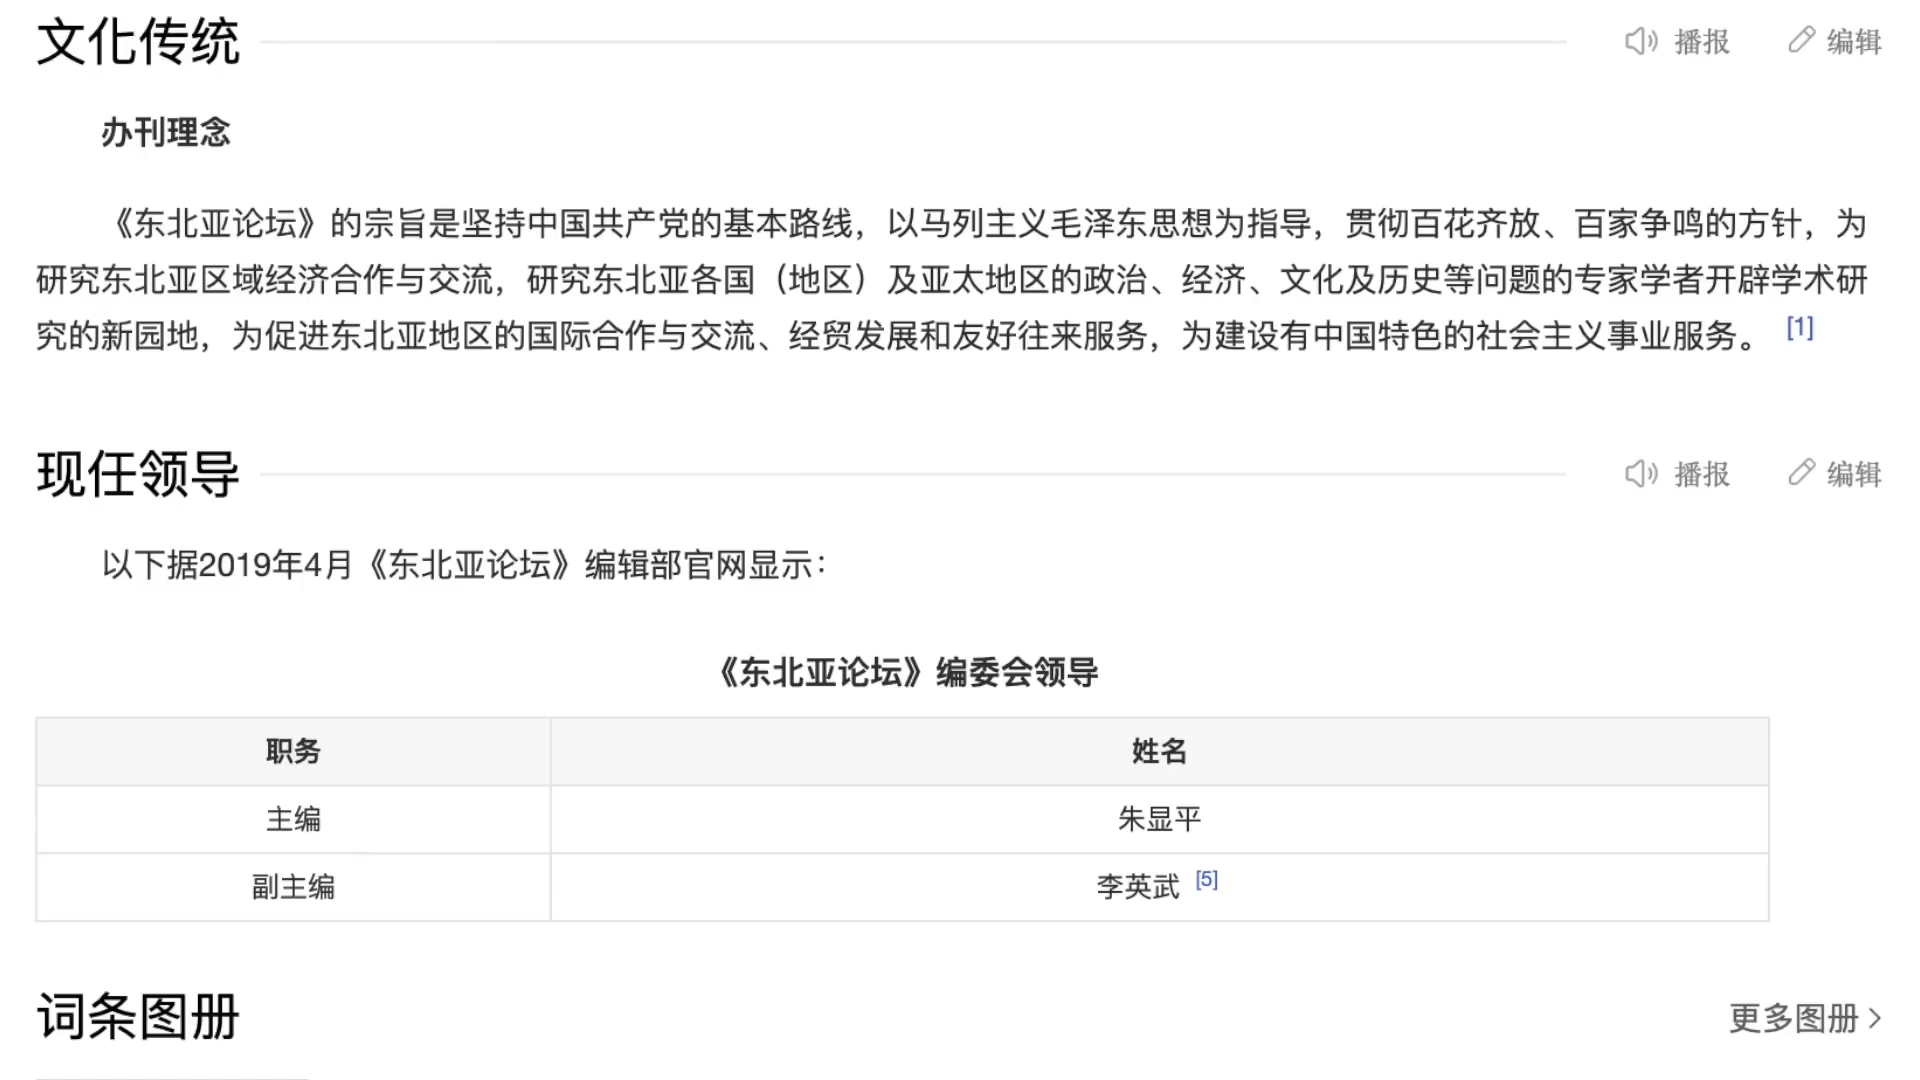 文化传统
播报 编辑
办刊理念
《东北亚论坛》的宗旨是坚持中国共产党的基本路线，以马列主义毛泽东思想为指导，贯彻百花齐放、百家争鸣的方针，为
研究东北亚区域经济合作与交流，研究东北亚各国（地区）及亚太地区的政治、经济、文化及历史等问题的专家学者开辟学术研
究的新园地，为促进东北亚地区的国际合作与交流、经贸发展和友好往来服务，为建设有中国特色的社会主义事业服务。 [1]
现任领导
播报 编辑
以下据2019年4月《东北亚论坛》编辑部官网显示：
《东北亚论坛》编委会领导
职务 姓名
主编 朱显平
副主编 李英武 [5]
词条图册
更多图册 >